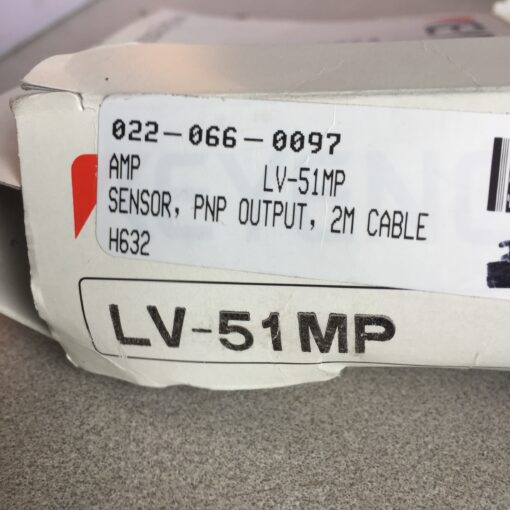 022-066-0097
AMP LV-51MP
SENSOR, PNP OUTPUT, 2M CABLE
H632
LV-51MP